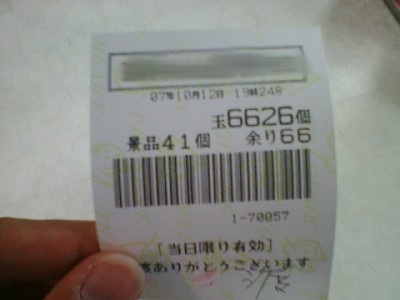 07年10月12日 19時24分
玉6626個
景品41個 余り66
1-70057
[当日限り有効]
ありがとうございます